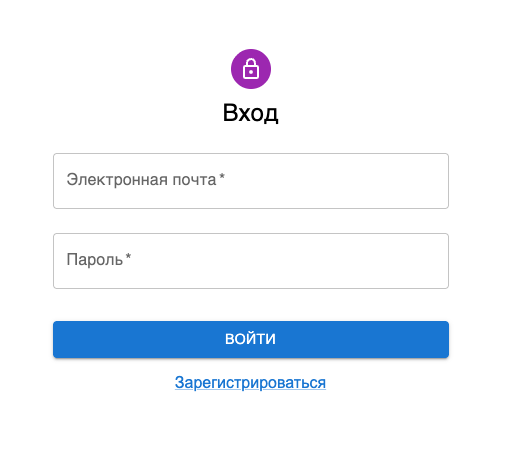 Вход
Электронная почта *
Пароль *
ВОЙТИ
Зарегистрироваться